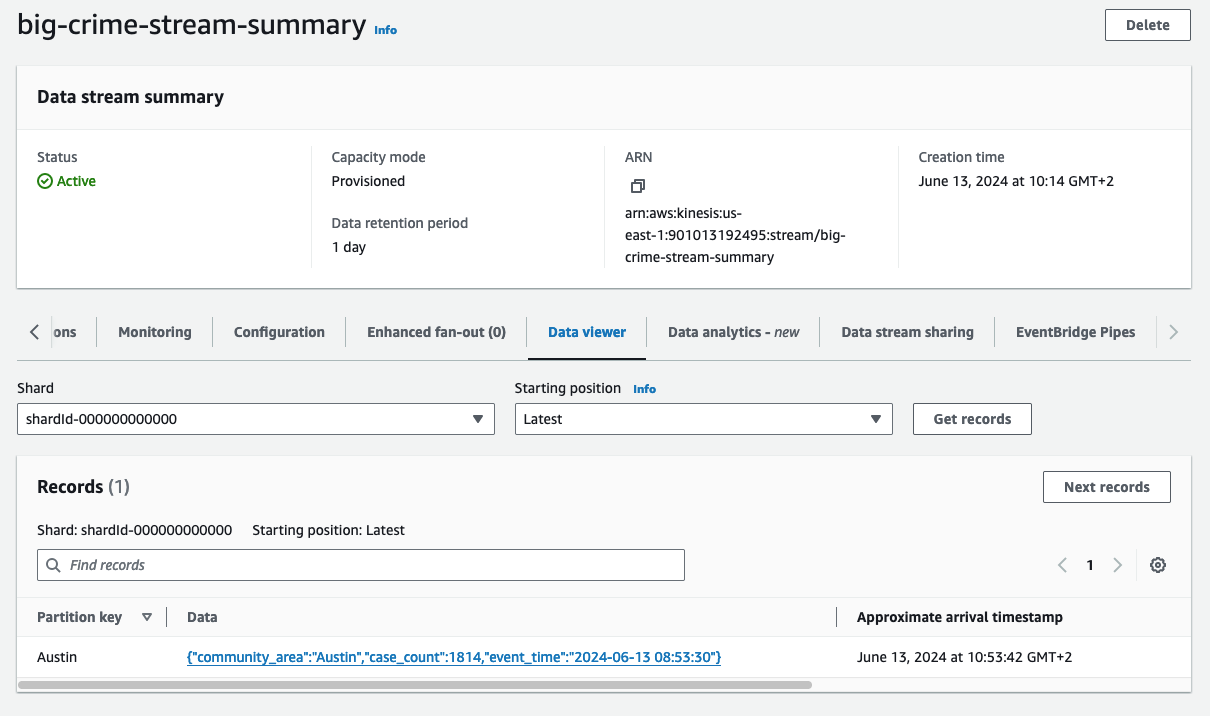 big-crime-stream-summary Info
Delete
Data stream summary
Status
Active
Capacity mode
Provisioned
Data retention period
1 day
ARN
arn:aws:kinesis:us-
east-1:901013192495:stream/big-
crime-stream-summary
Creation time
June 13, 2024 at 10:14 GMT+2
ons Monitoring Configuration Enhanced fan-out (0) Data viewer Data analytics - new Data stream sharing EventBridge Pipes
Shard
shardId-000000000000
Starting position Info
Latest
Get records
Records (1)
Next records
Shard: shardId-000000000000 Starting position: Latest
Find records
1
Partition key Data Approximate arrival timestamp
Austin {"community_area":"Austin","case_count":1814,"event_time":"2024-06-13 08:53:30"} June 13, 2024 at 10:53:42 GMT+2